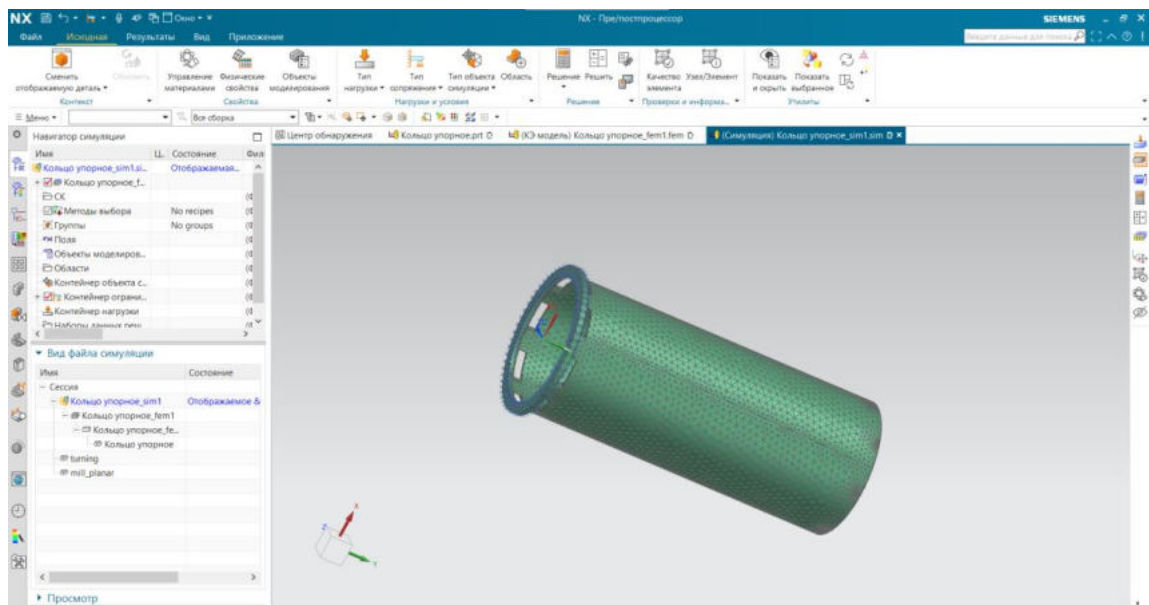 NX Окно NX - Пре/постпроцессор SIEMENS
Файл Исходная Результаты Вид Приложение
Сменить отображаемую деталь
Обновить
Управление материалами
Физические свойства
Объекты моделирования
Тип нагрузки
Тип сопряжения
Тип объекта симуляции
Область
Решение
Решить
Качество элемента
Узел/Элемент
Показать и скрыть
Показать выбранное
Контекст Свойства Нагрузки и условия Решение Проверки и информа... Утилиты
Меню Вся сборка
Навигатор симуляции
Центр обнаружения Кольцо упорное.prt (КЭ модель) Кольцо упорное_fem1.fem (Симуляция) Кольцо упорное_sim1.sim
Имя Ц.. Состояние Фил
Кольцо упорное_sim1.si... Отображаемая...
Кольцо упорное_f...
СК
Методы выбора No recipes
Группы No groups
Поля
Объекты моделиров...
Области
Контейнер объекта с...
Контейнер ограни...
Контейнер нагрузки
Вид файла симуляции
Имя Состояние
Сессия
Кольцо упорное_sim1 Отображаемое &
Кольцо упорное_fem1
Кольцо упорное_fe...
Кольцо упорное
turning
mill_planar
Просмотр
X
Z
Y